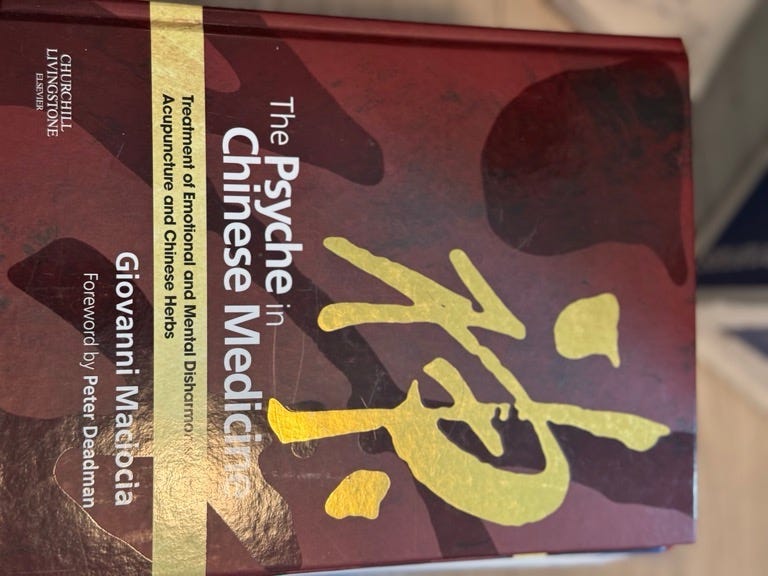 神
The Psyche in
Chinese Medicine
Treatment of Emotional and Mental
Acupuncture and Chinese Herbs
Giovanni Maciocia
Foreword by Peter Deadman
CHURCHILL
LIVINGSTONE
ELSEVIER